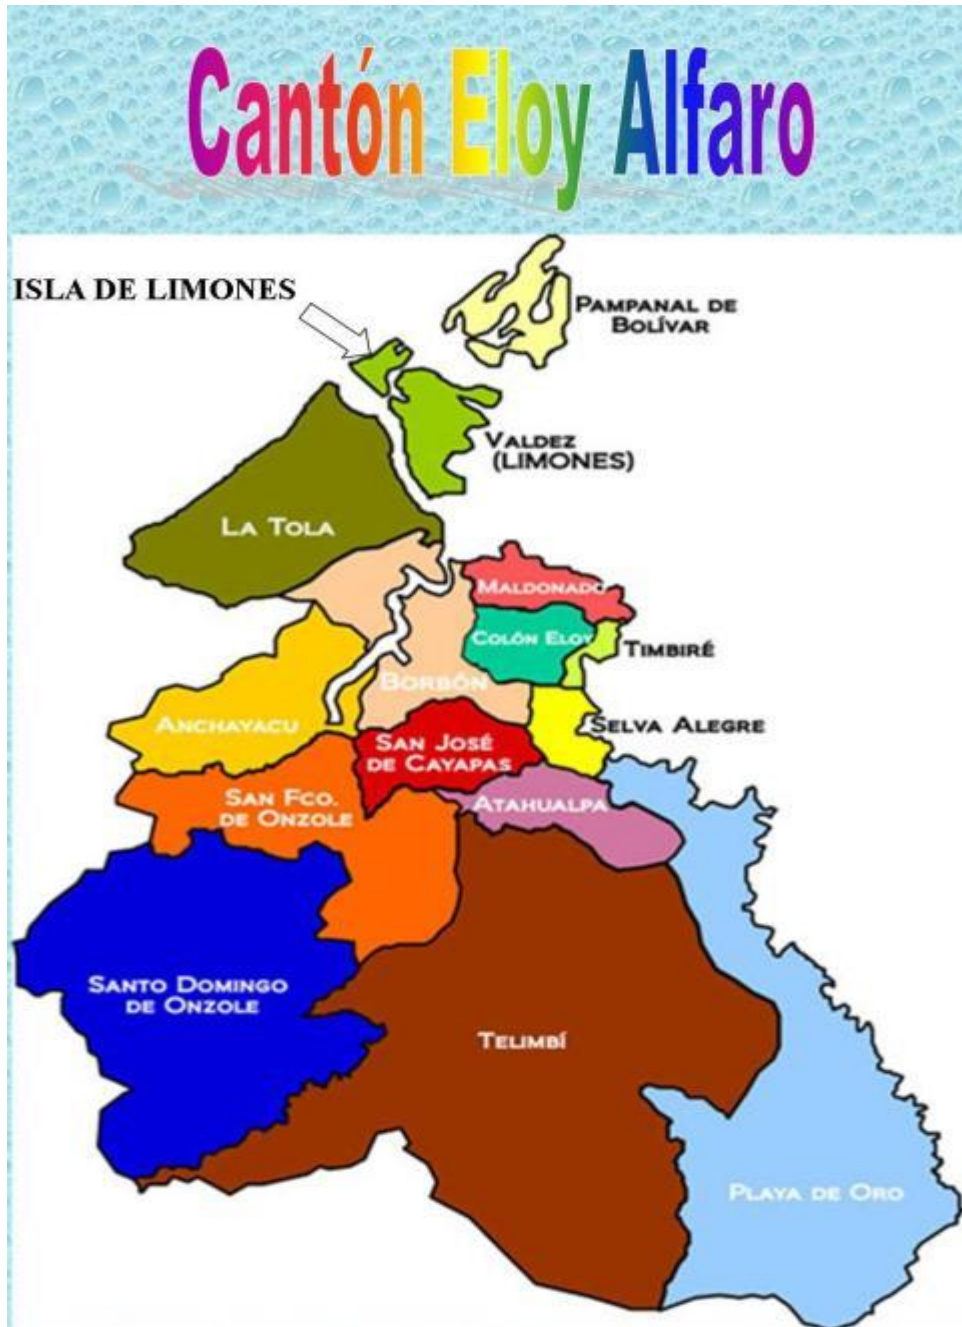 Cantón Eloy Alfaro
ISLA DE LIMONES
PAMPANAL DE
BOLÍVAR
VALDEZ
(LIMONES)
LA TOLA
MALDONADO
COLÓN ELOY
TIMBIRÉ
BORBÓN
ANCHAYACU
SELVA ALEGRE
SAN JOSÉ
DE CAYAPAS
SAN FCO.
DE ONZOLE
ATAHUALPA
SANTO DOMINGO
DE ONZOLE
TELIMBÍ
PLAYA DE ORO